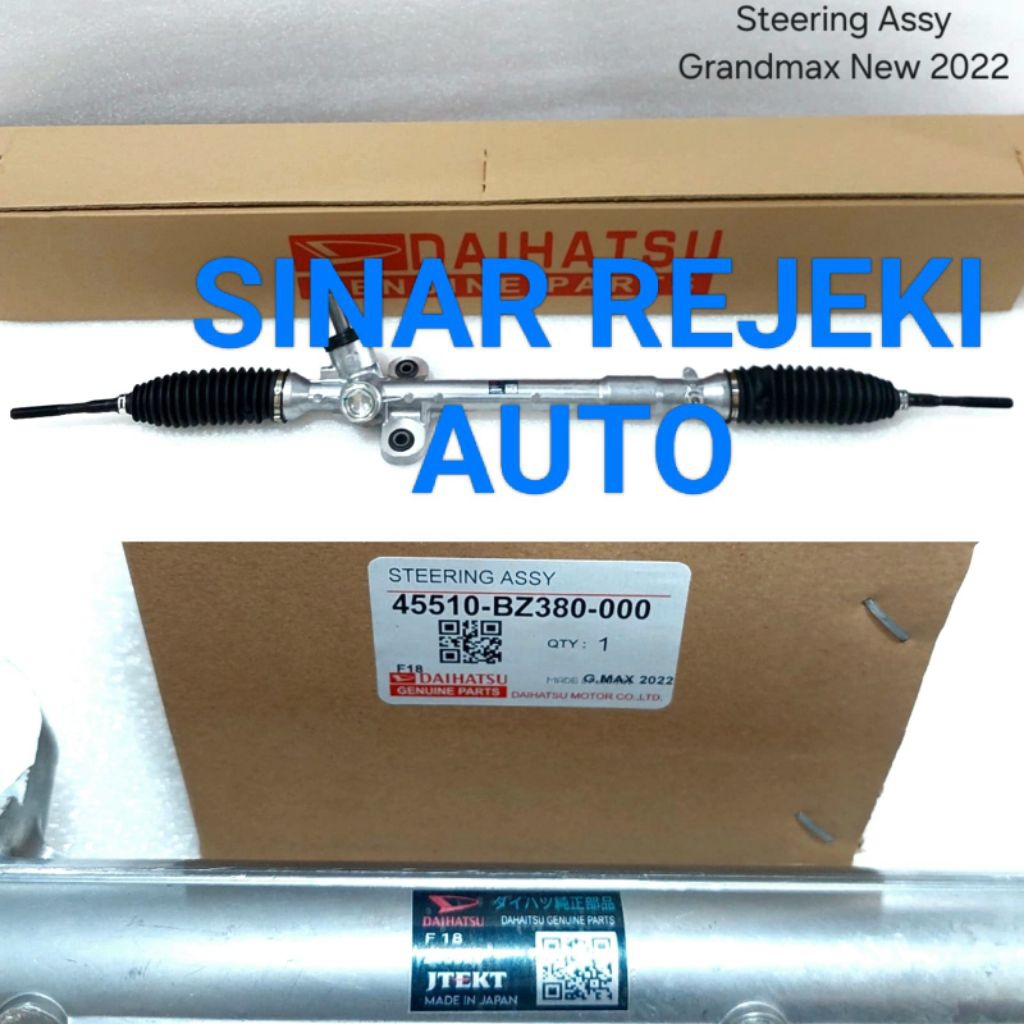 Steering Assy
Grandmax New 2022
DAIHATSU
GENUINE PARTS
SINAR REJEKI
AUTO
STEERING ASSY
45510-BZ380-000
QTY : 1
F18
MADE
G.MAX 2022
DAIHATSU
GENUINE PARTS
DAIHATSU MOTOR CO.,LTD.
DAIHATSU
ダイハツ純正部品
DAHAITSU GENUINE PARTS
F 18
JTEKT
MADE IN JAPAN